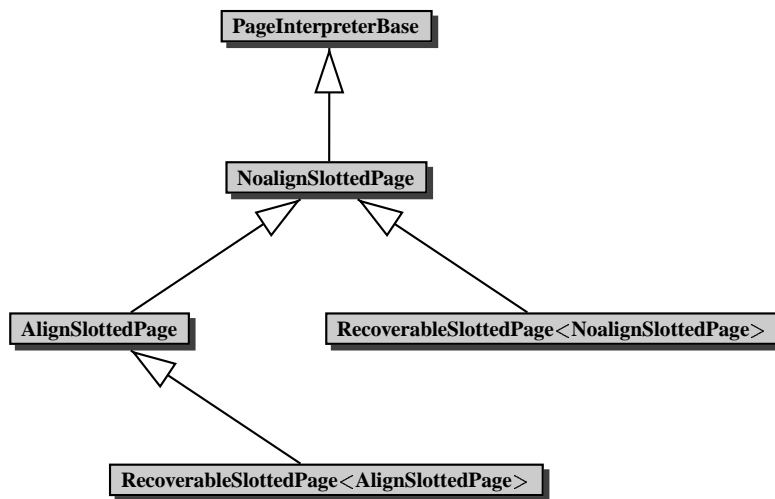 PageInterpreterBase
NoalignSlottedPage
AlignSlottedPage
RecoverableSlottedPage<NoalignSlottedPage>
RecoverableSlottedPage<AlignSlottedPage>